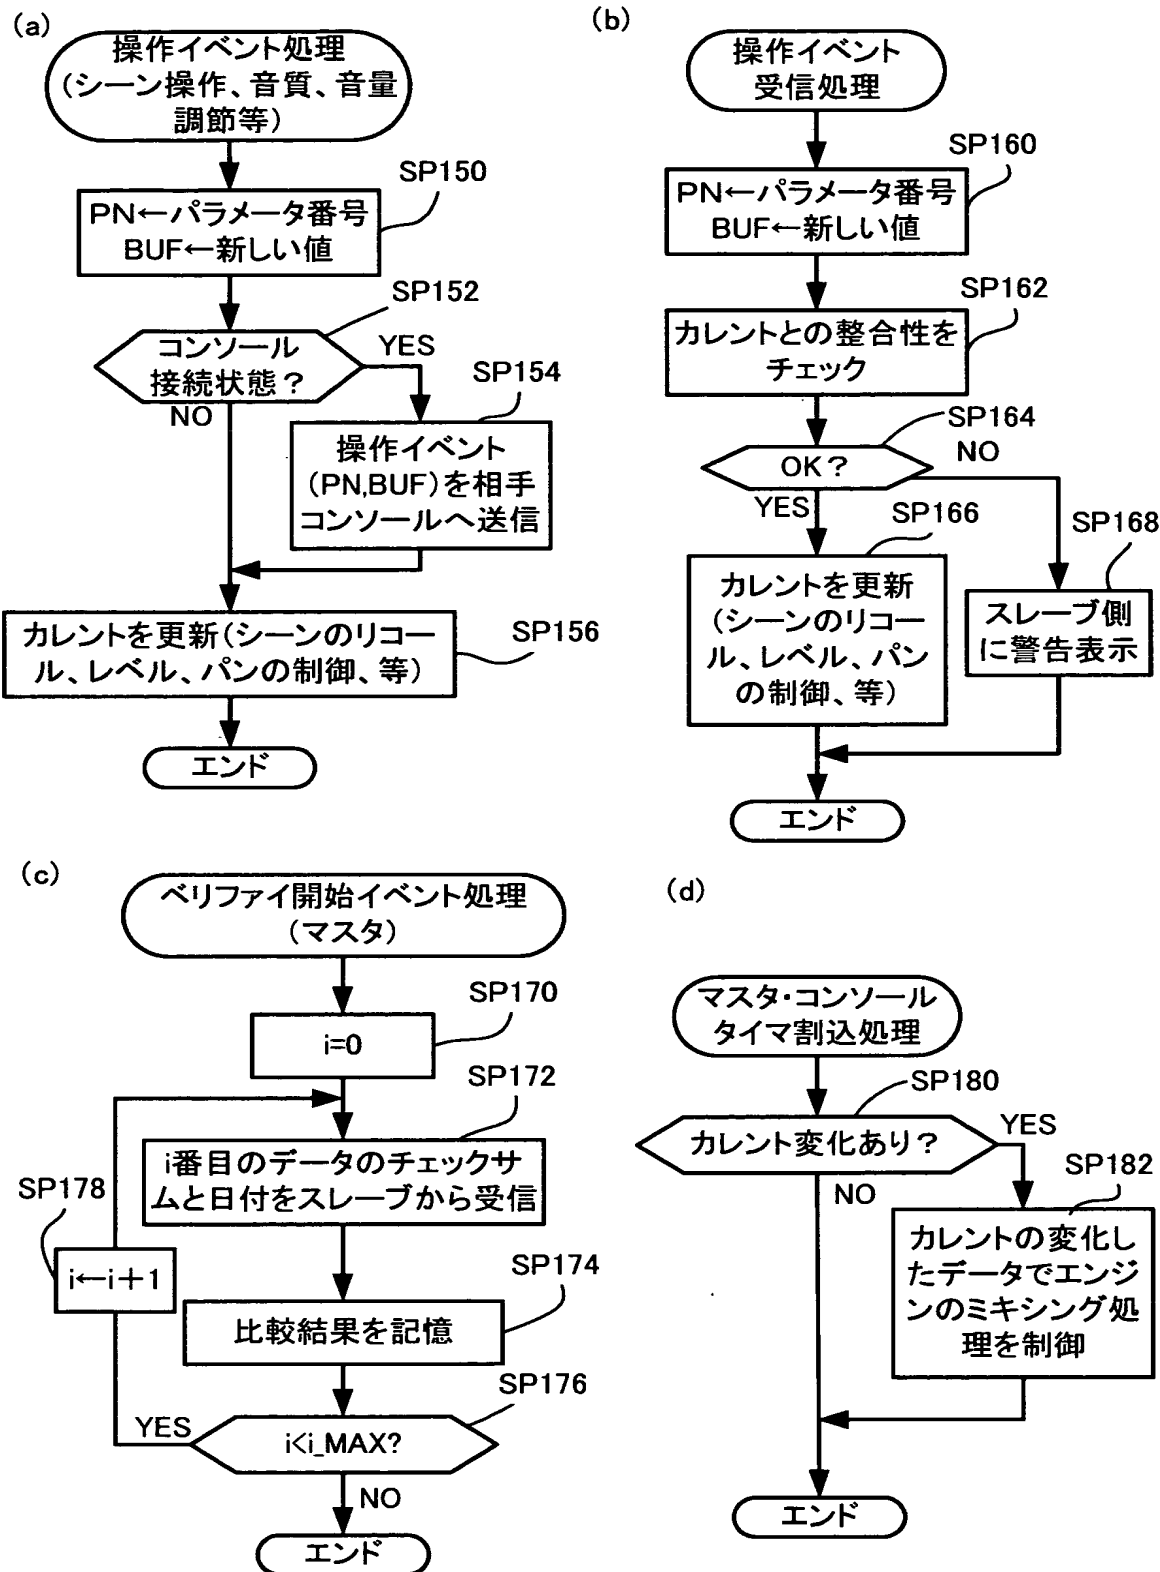 (a)
操作イベント処理
(シーン操作、音質、音量
調節等)
SP150
PN←パラメータ番号
BUF←新しい値
SP152
コンソール
接続状態？
YES
NO
SP154
操作イベント
(PN,BUF)を相手
コンソールへ送信
カレントを更新(シーンのリコー
ル、レベル、パンの制御、等)
SP156
エンド
(b)
操作イベント
受信処理
SP160
PN←パラメータ番号
BUF←新しい値
SP162
カレントとの整合性を
チェック
SP164
OK？
NO
YES
SP166
カレントを更新
(シーンのリコー
ル、レベル、パン
の制御、等)
SP168
スレーブ側
に警告表示
エンド
(c)
ベリファイ開始イベント処理
(マスタ)
SP170
i=0
SP172
i番目のデータのチェックサ
ムと日付をスレーブから受信
SP178
i←i＋1
SP174
比較結果を記憶
SP176
i<i_MAX?
YES
NO
エンド
(d)
マスタ・コンソール
タイマ割込処理
SP180
カレント変化あり？
YES
NO
SP182
カレントの変化し
たデータでエンジ
ンのミキシング処
理を制御
エンド